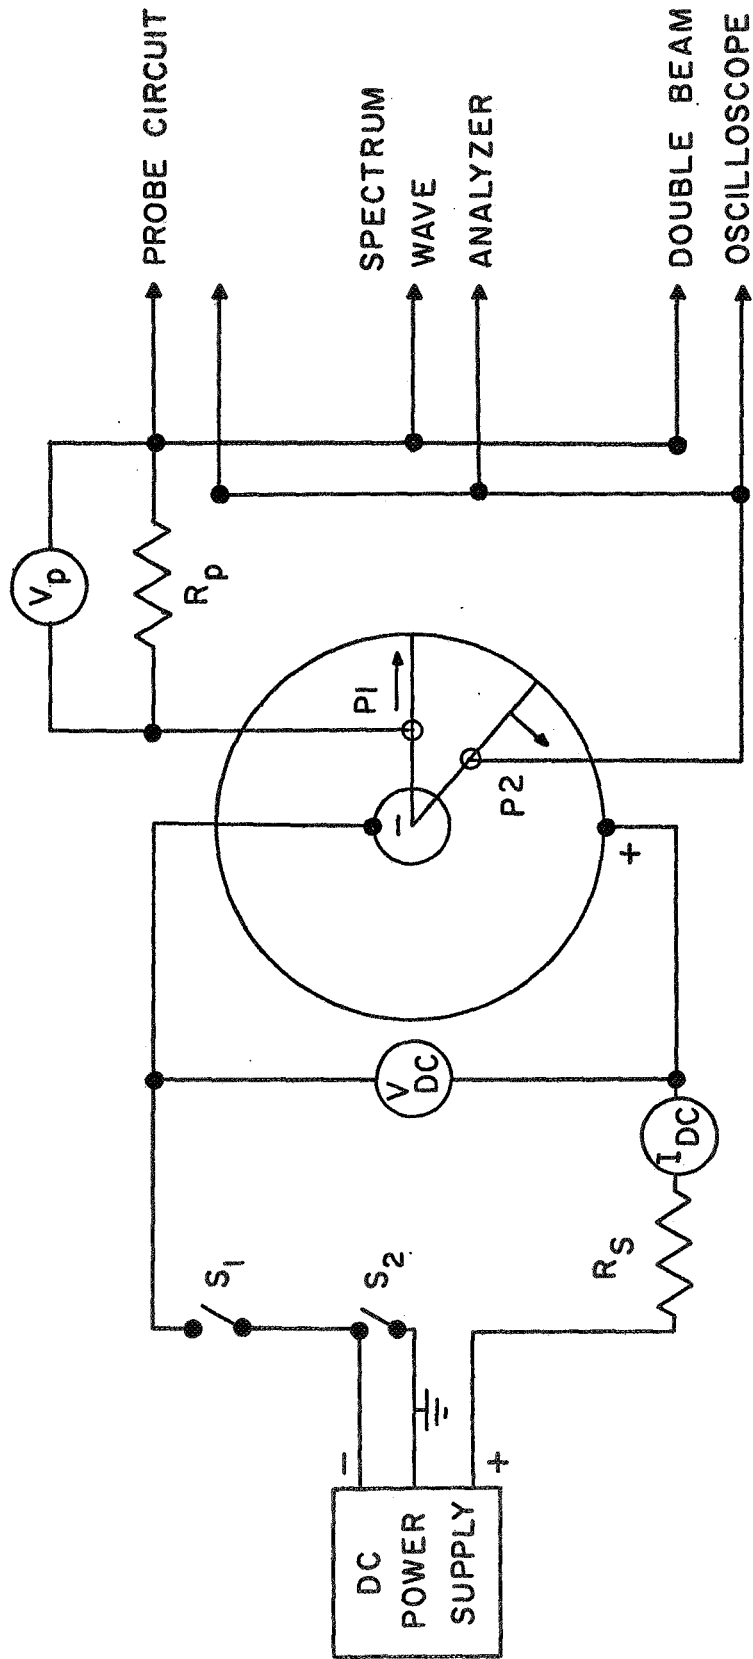 DC
POWER
SUPPLY
−
+
S1
S2
RS
IDC
V
DC
−
+
P1
P2
Vp
Rp
PROBE CIRCUIT
SPECTRUM
WAVE
ANALYZER
DOUBLE BEAM
OSCILLOSCOPE